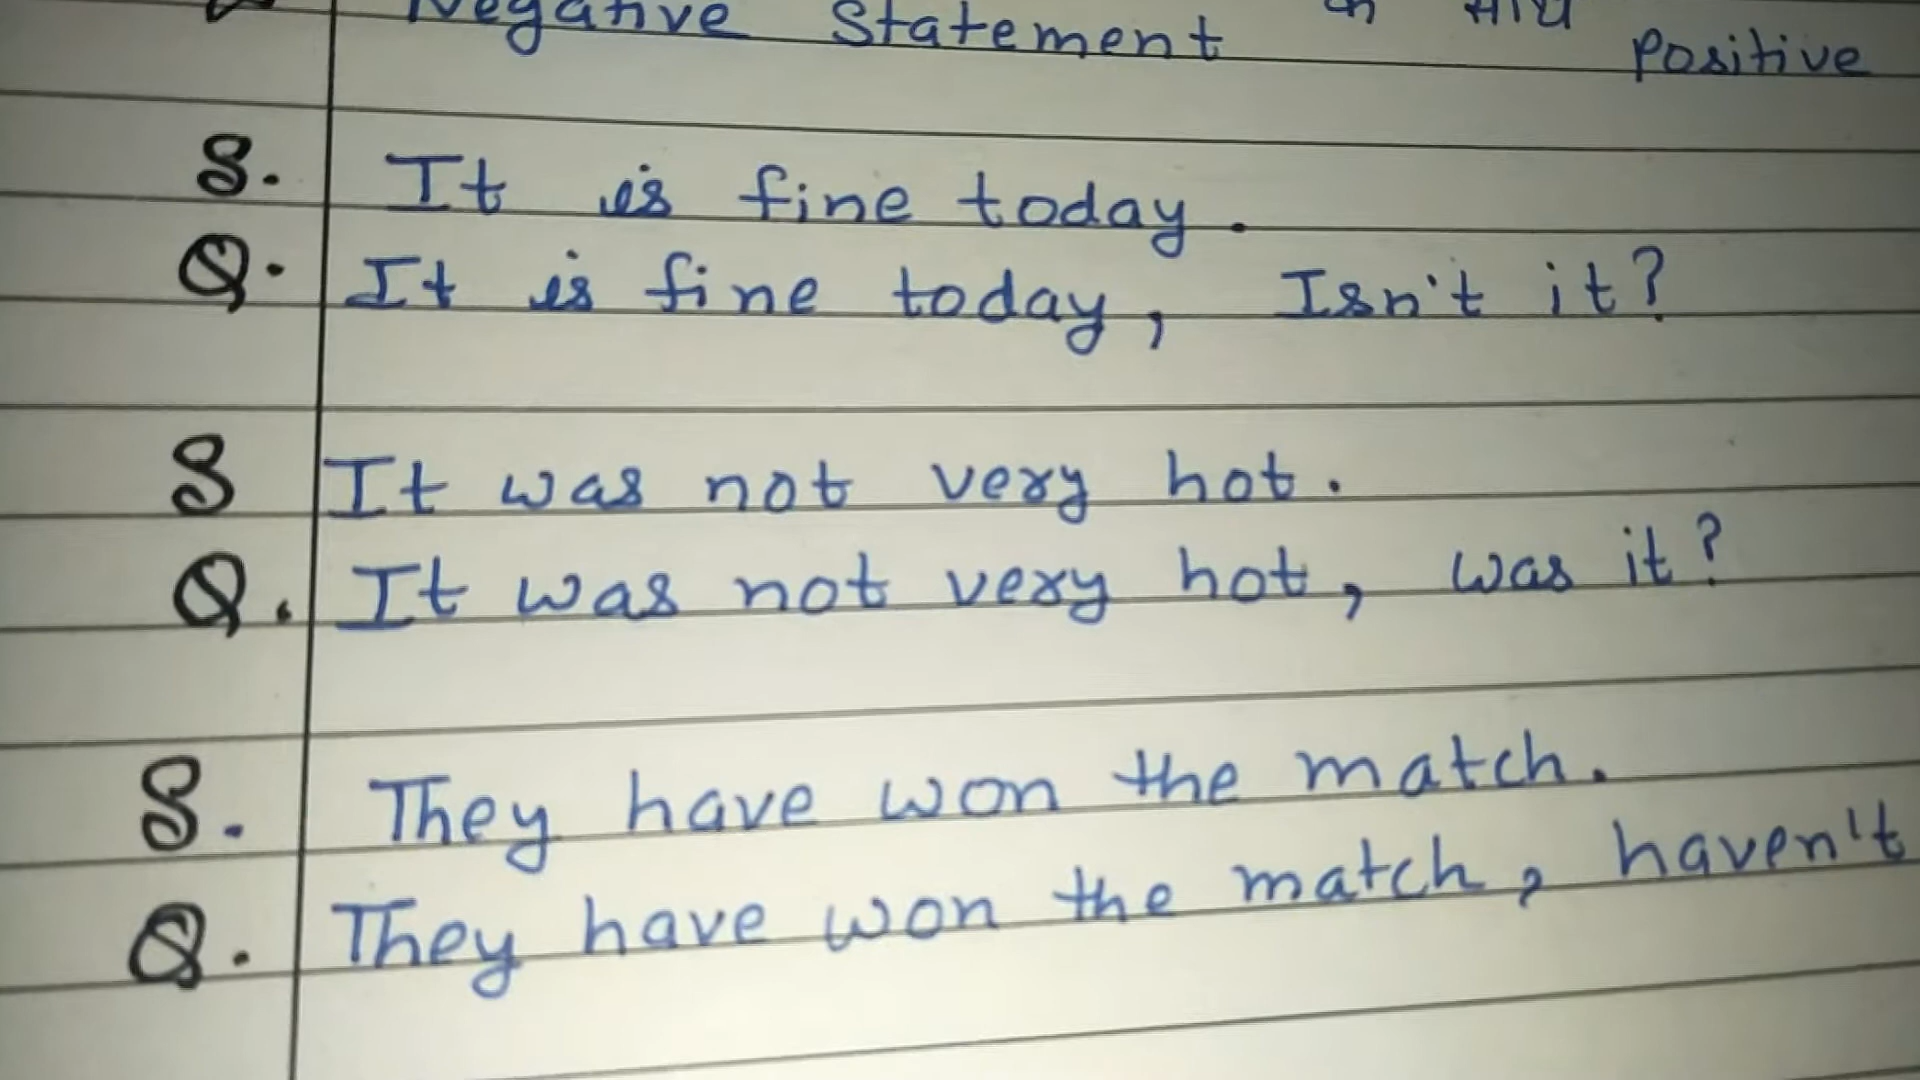 Negative Statement के साथ Positive
S. It is fine today.
Q. It is fine today, Isn't it?
S It was not very hot.
Q. It was not very hot, was it?
S. They have won the match.
Q. They have won the match, haven't